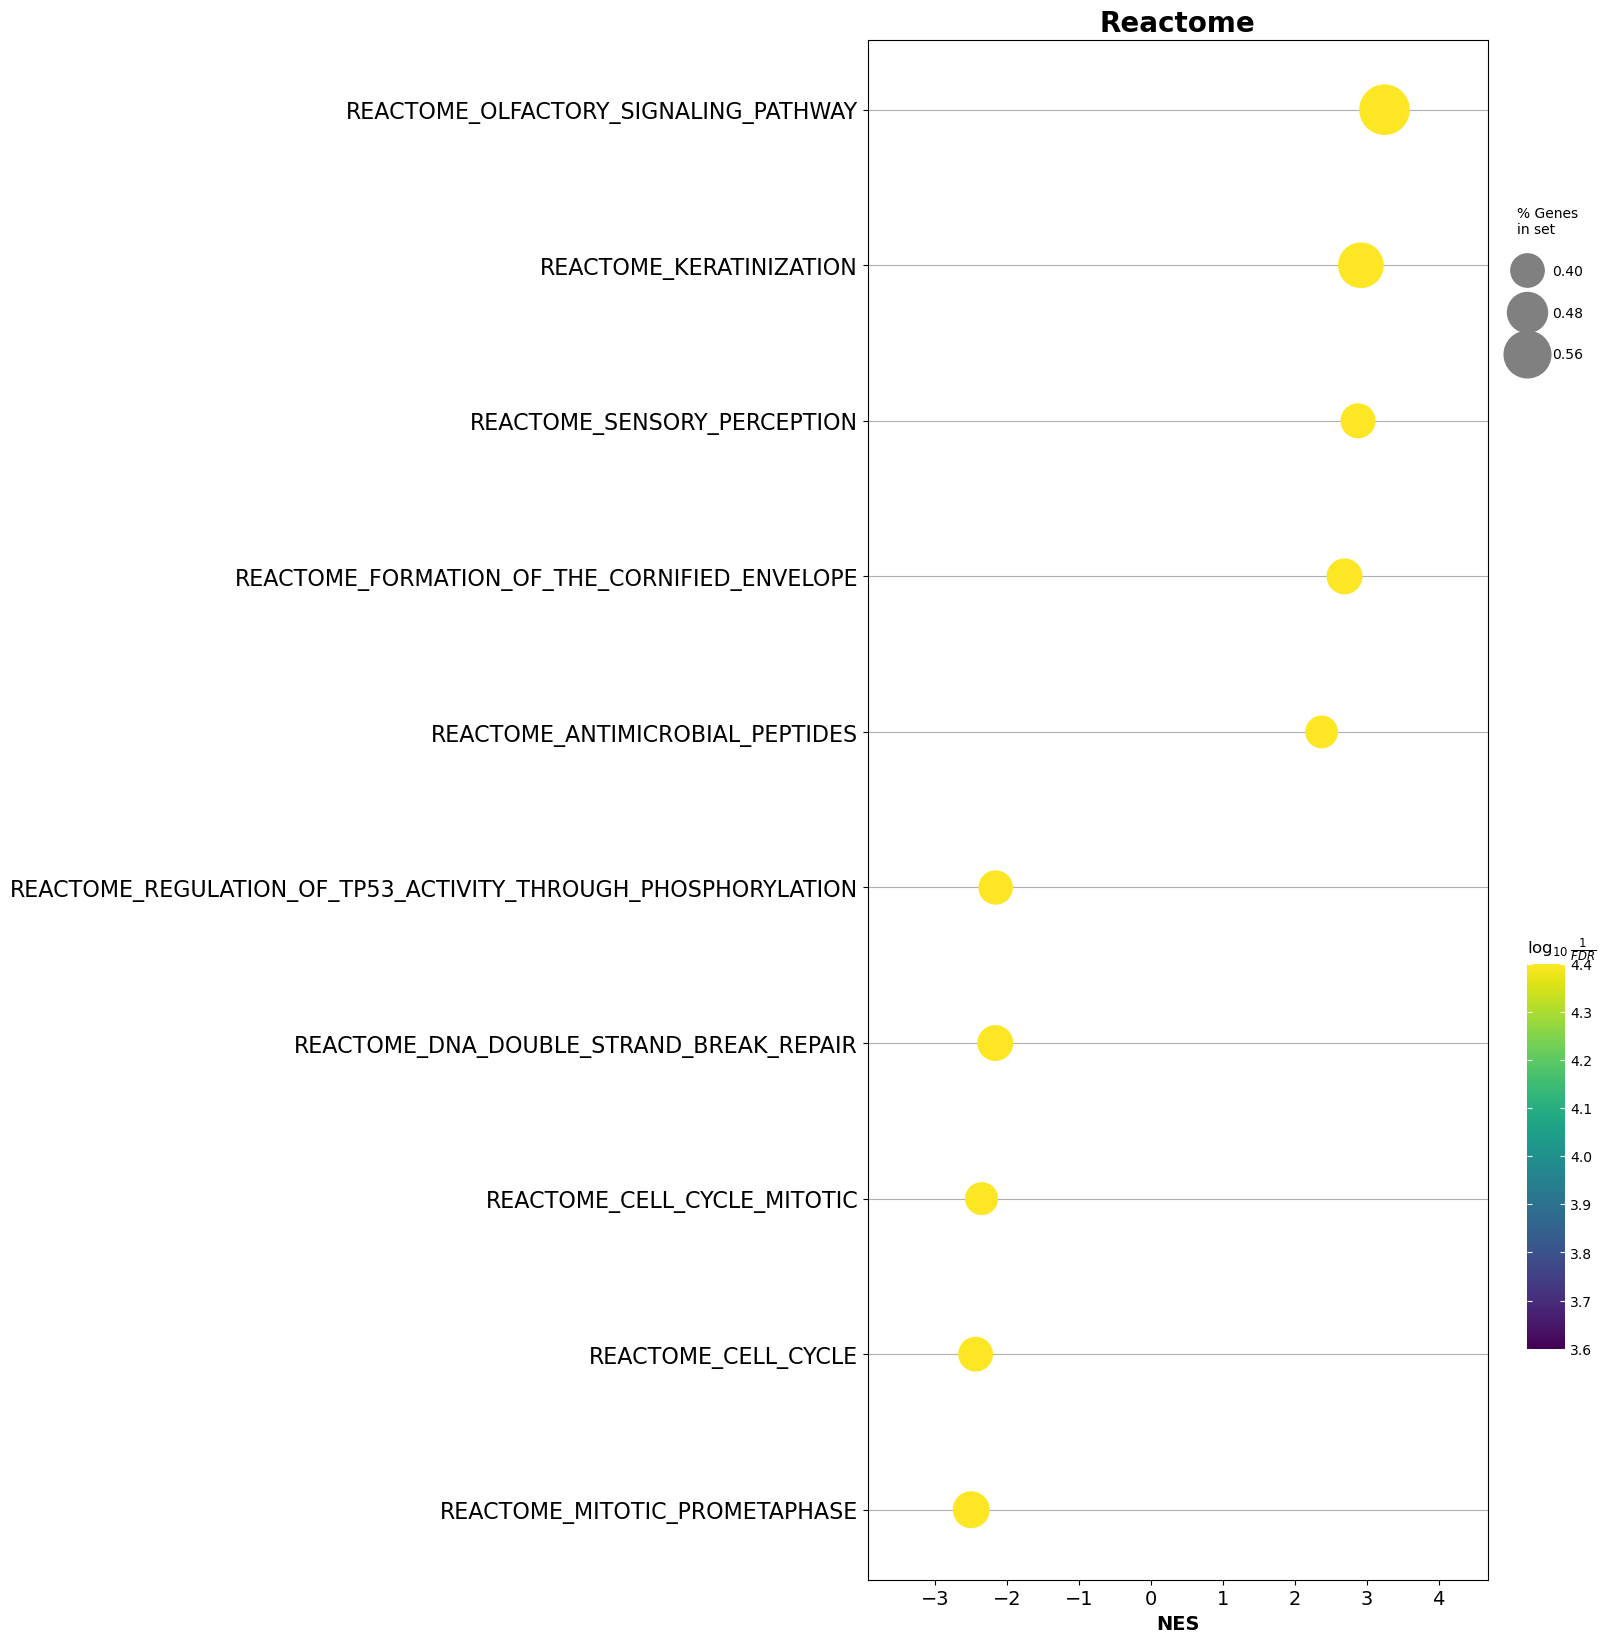 Reactome
REACTOME_OLFACTORY_SIGNALING_PATHWAY
REACTOME_KERATINIZATION
REACTOME_SENSORY_PERCEPTION
REACTOME_FORMATION_OF_THE_CORNIFIED_ENVELOPE
REACTOME_ANTIMICROBIAL_PEPTIDES
REACTOME_REGULATION_OF_TP53_ACTIVITY_THROUGH_PHOSPHORYLATION
REACTOME_DNA_DOUBLE_STRAND_BREAK_REPAIR
REACTOME_CELL_CYCLE_MITOTIC
REACTOME_CELL_CYCLE
REACTOME_MITOTIC_PROMETAPHASE
−3 −2 −1 0 1 2 3 4
NES
% Genes
in set
0.40
0.48
0.56
log₁₀ 1/FDR
4.4
4.3
4.2
4.1
4.0
3.9
3.8
3.7
3.6